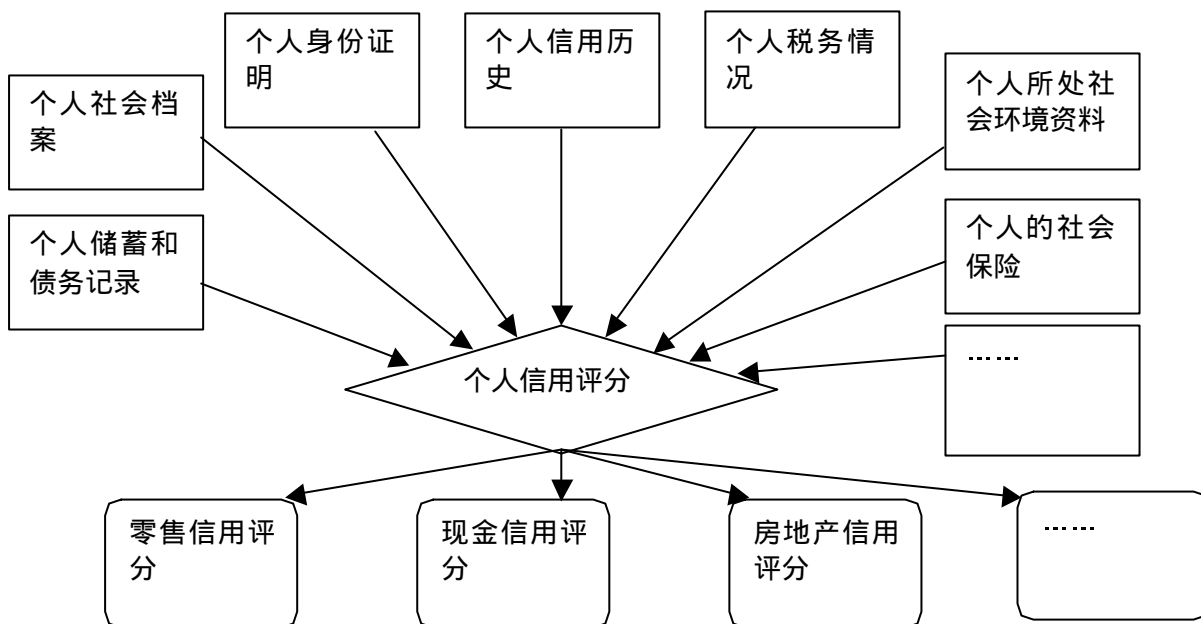 个人身份证
明
个人信用历
史
个人税务情
况
个人社会档
案
个人所处社
会环境资料
个人储蓄和
债务记录
个人的社会
保险
……
个人信用评分
零售信用评
分
现金信用评
分
房地产信用
评分
……